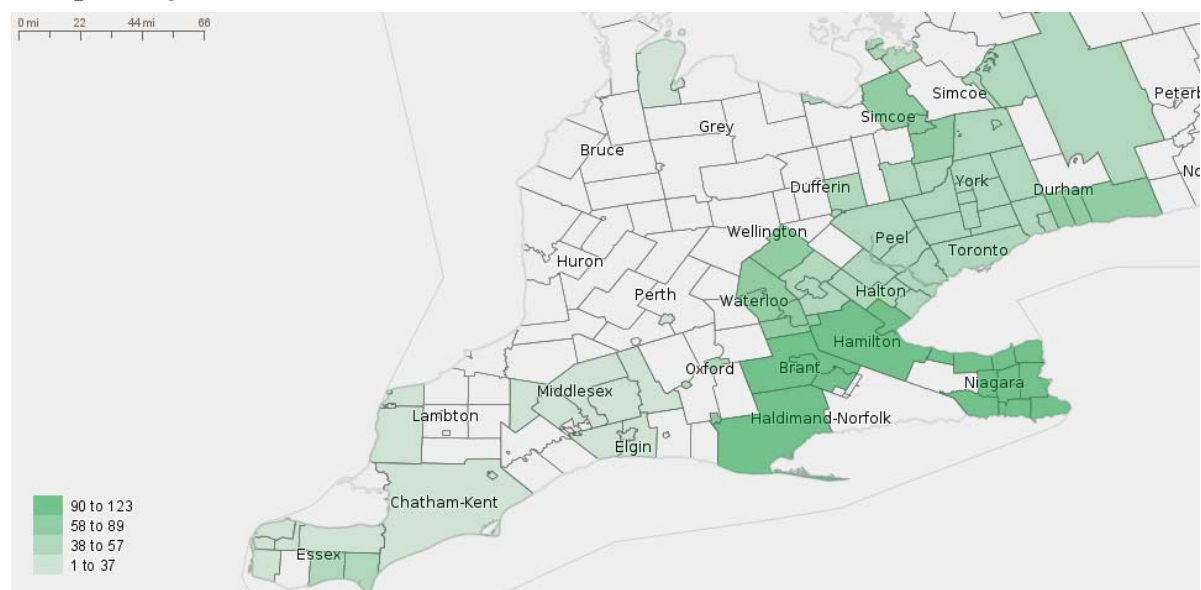 0 mi 22 44 mi 66
Simcoe
Simcoe
Grey
Bruce
Dufferin
York
Durham
Wellington
Peel
Toronto
Huron
Halton
Perth
Waterloo
Hamilton
Oxford
Brant
Niagara
Middlesex
Lambton
Haldimand-Norfolk
Elgin
Chatham-Kent
Essex
90 to 123
58 to 89
38 to 57
1 to 37